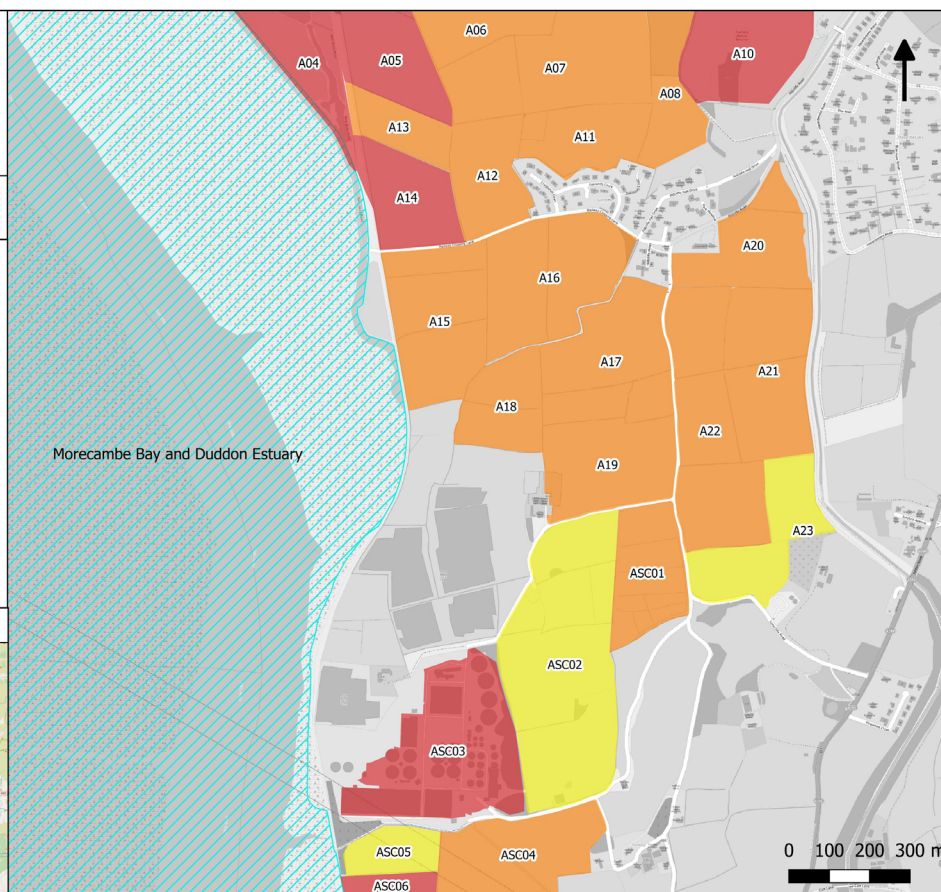 A06
A10
A04
A05
A07
A08
A13
A11
A12
A14
A20
A16
A15
A17
A21
A18
A22
Morecambe Bay and Duddon Estuary
A19
A23
ASC01
ASC02
ASC03
ASC05
ASC04
ASC06
0 100 200 300 m